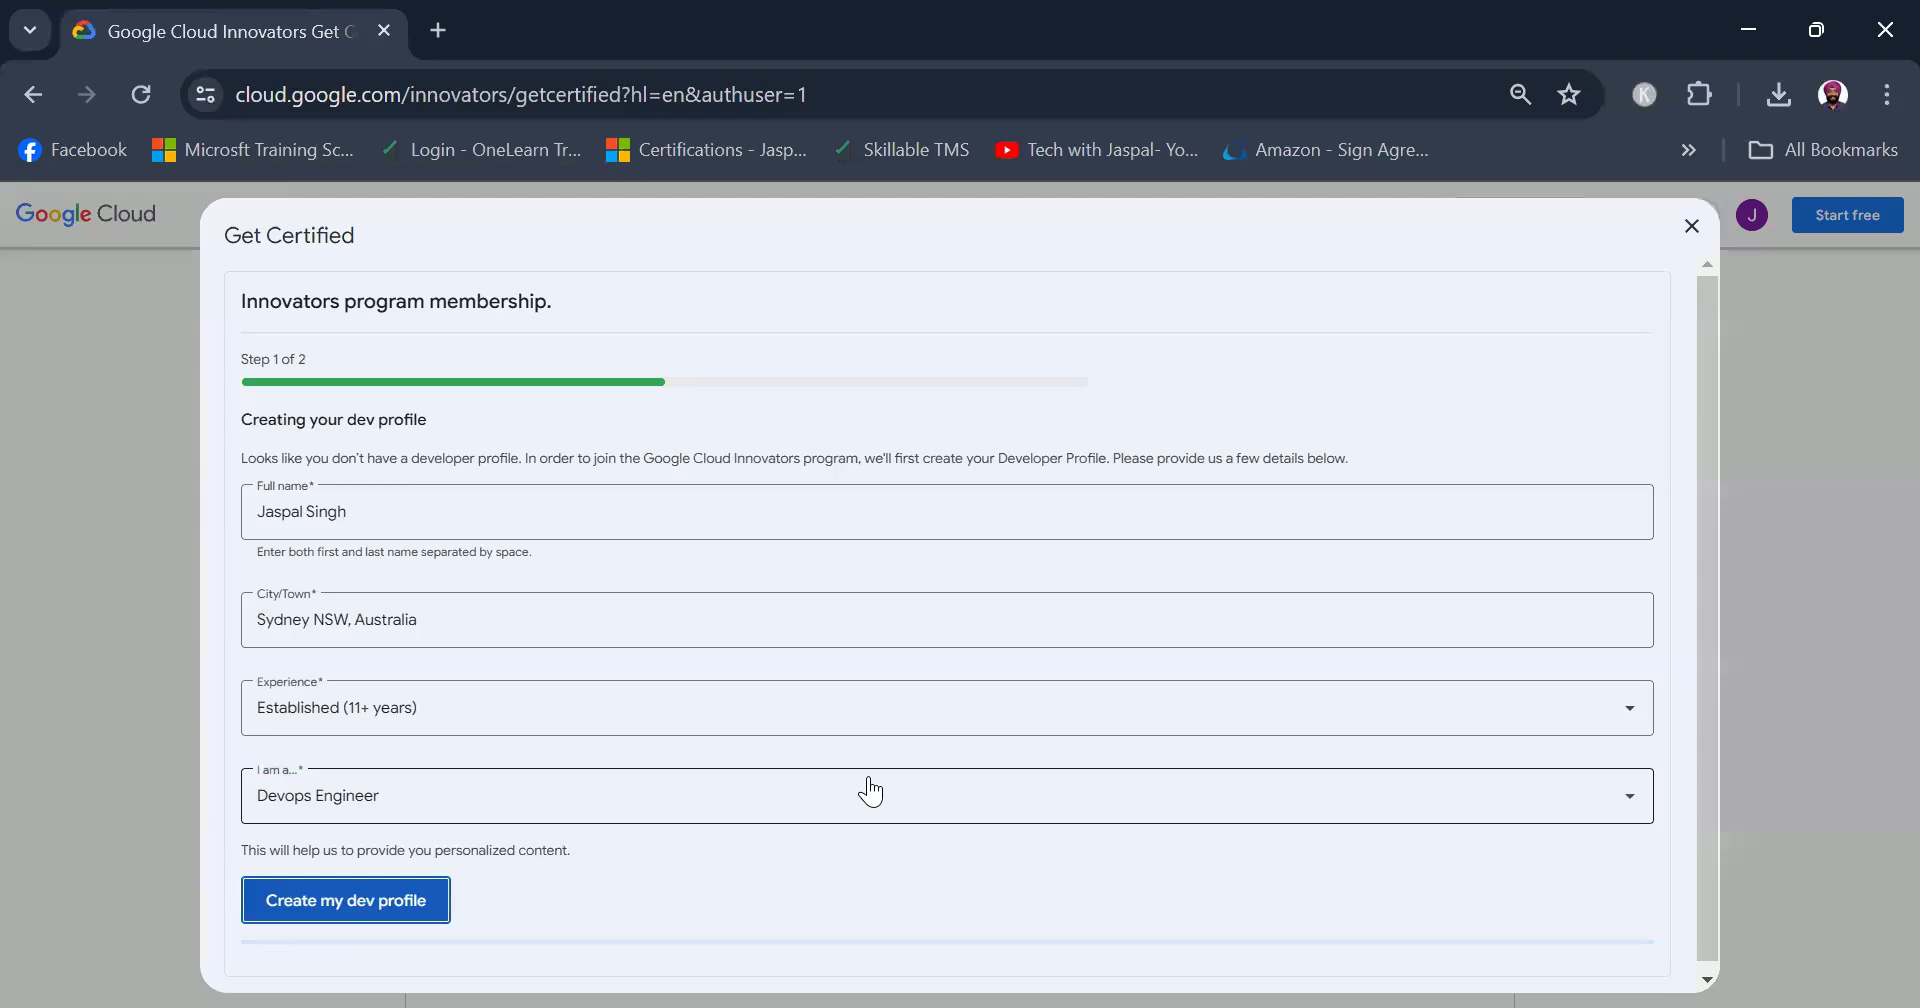 Google Cloud Innovators Get C
cloud.google.com/innovators/getcertified?hl=en&authuser=1
K
Facebook
Microsft Training Sc...
Login - OneLearn Tr...
Certifications - Jasp...
Skillable TMS
Tech with Jaspal- Yo...
Amazon - Sign Agre...
All Bookmarks
Google Cloud
J
Start free
Get Certified
Innovators program membership.
Step 1 of 2
Creating your dev profile
Looks like you don't have a developer profile. In order to join the Google Cloud Innovators program, we'll first create your Developer Profile. Please provide us a few details below.
Full name*
Jaspal Singh
Enter both first and last name separated by space.
City/Town*
Sydney NSW, Australia
Experience*
Established (11+ years)
I am a...*
Devops Engineer
This will help us to provide you personalized content.
Create my dev profile